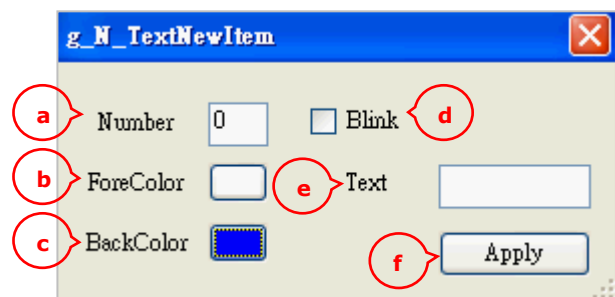 g_N_TextNewItem
a Number 0 Blink d
b ForeColor e Text
c BackColor f Apply